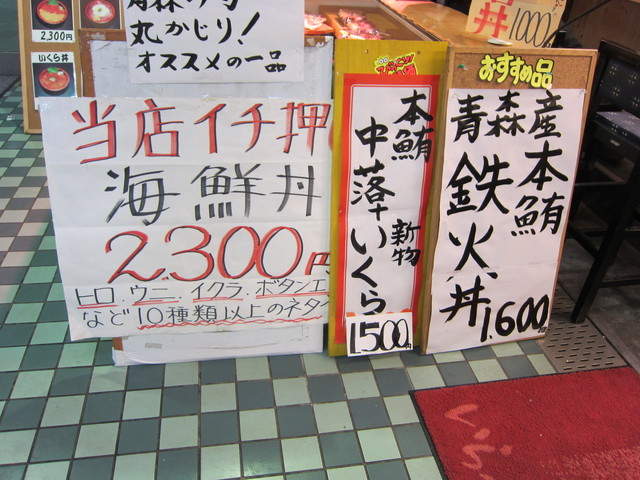 2,300円
いくら丼
丸かじり!
オススメの一品
丼
1000
当店イチ押
海鮮丼
2,300円
トロ.ウニ.イクラ.ボタンエ
など10種類以上のネタ
本鮪
中落
新物
いくら
1500円
おすすめ品
青森産
本鮪
鉄火丼
1,600円